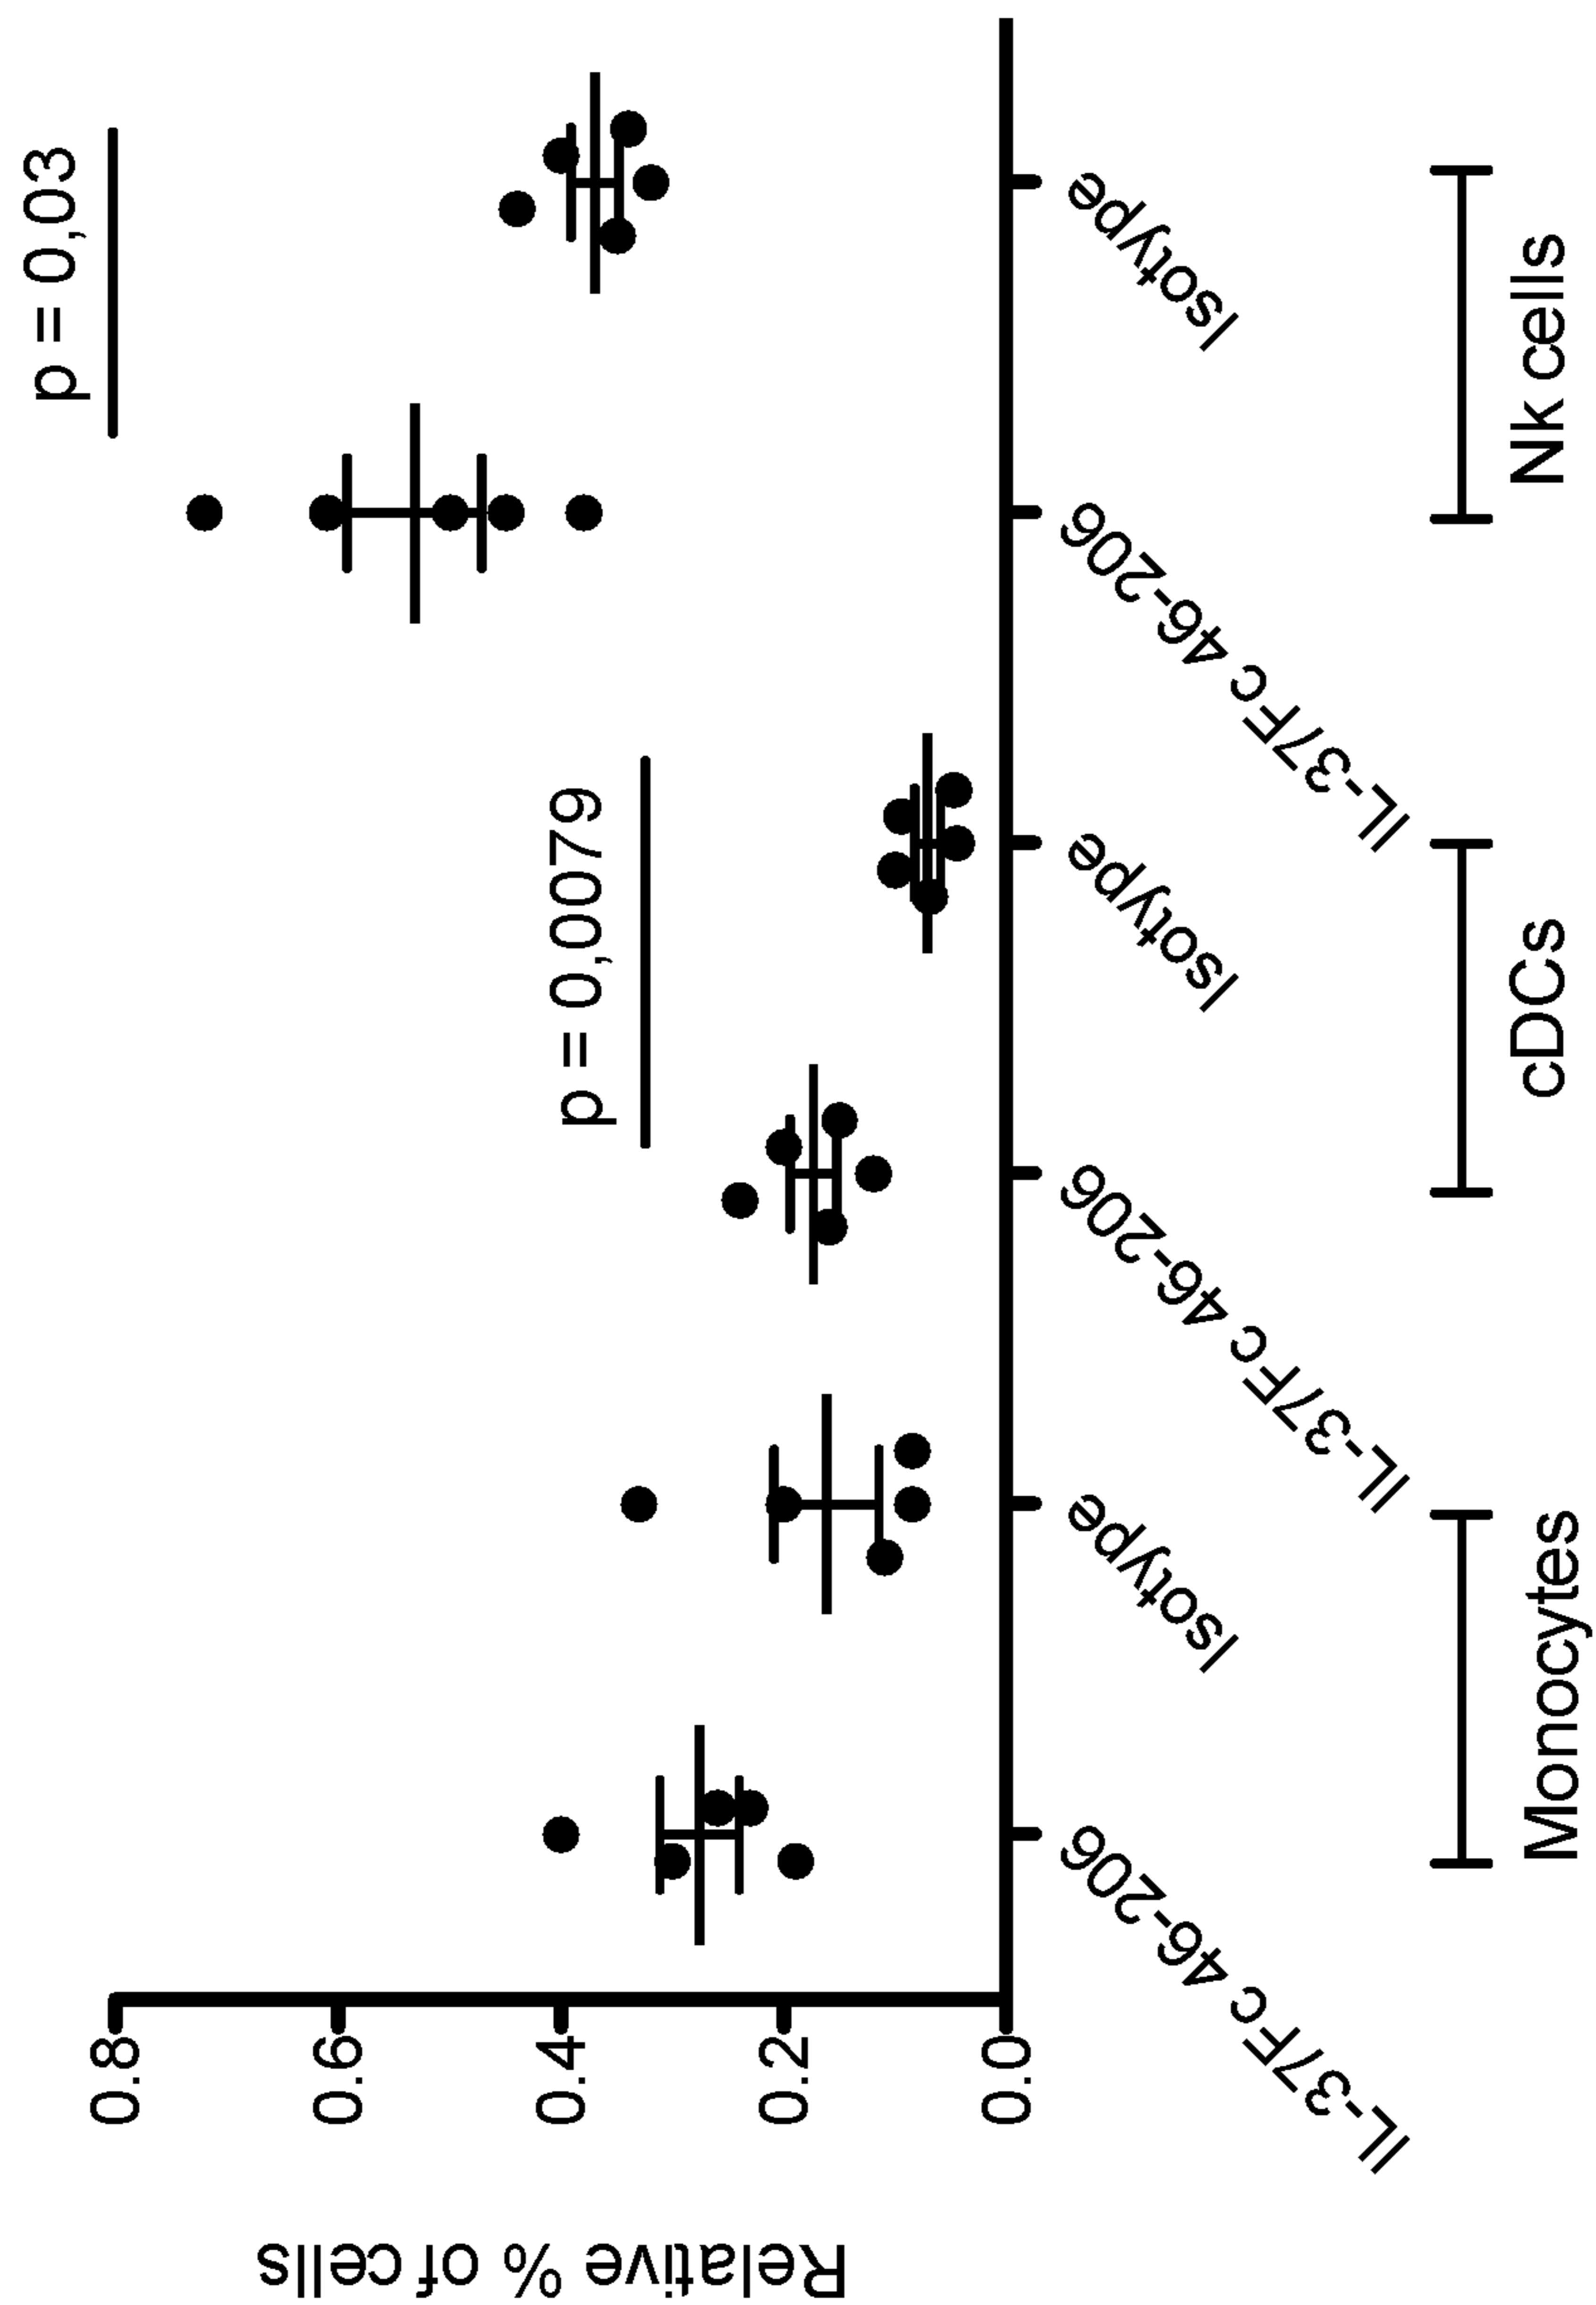 p = 0,03
p = 0,0079
Relative % of cells
0.8
0.6
0.4
0.2
0.0
IL-37Fc 46-206
Isotype
IL-37Fc 46-206
Isotype
IL-37Fc 46-206
Isotype
Monocytes
cDCs
Nk cells